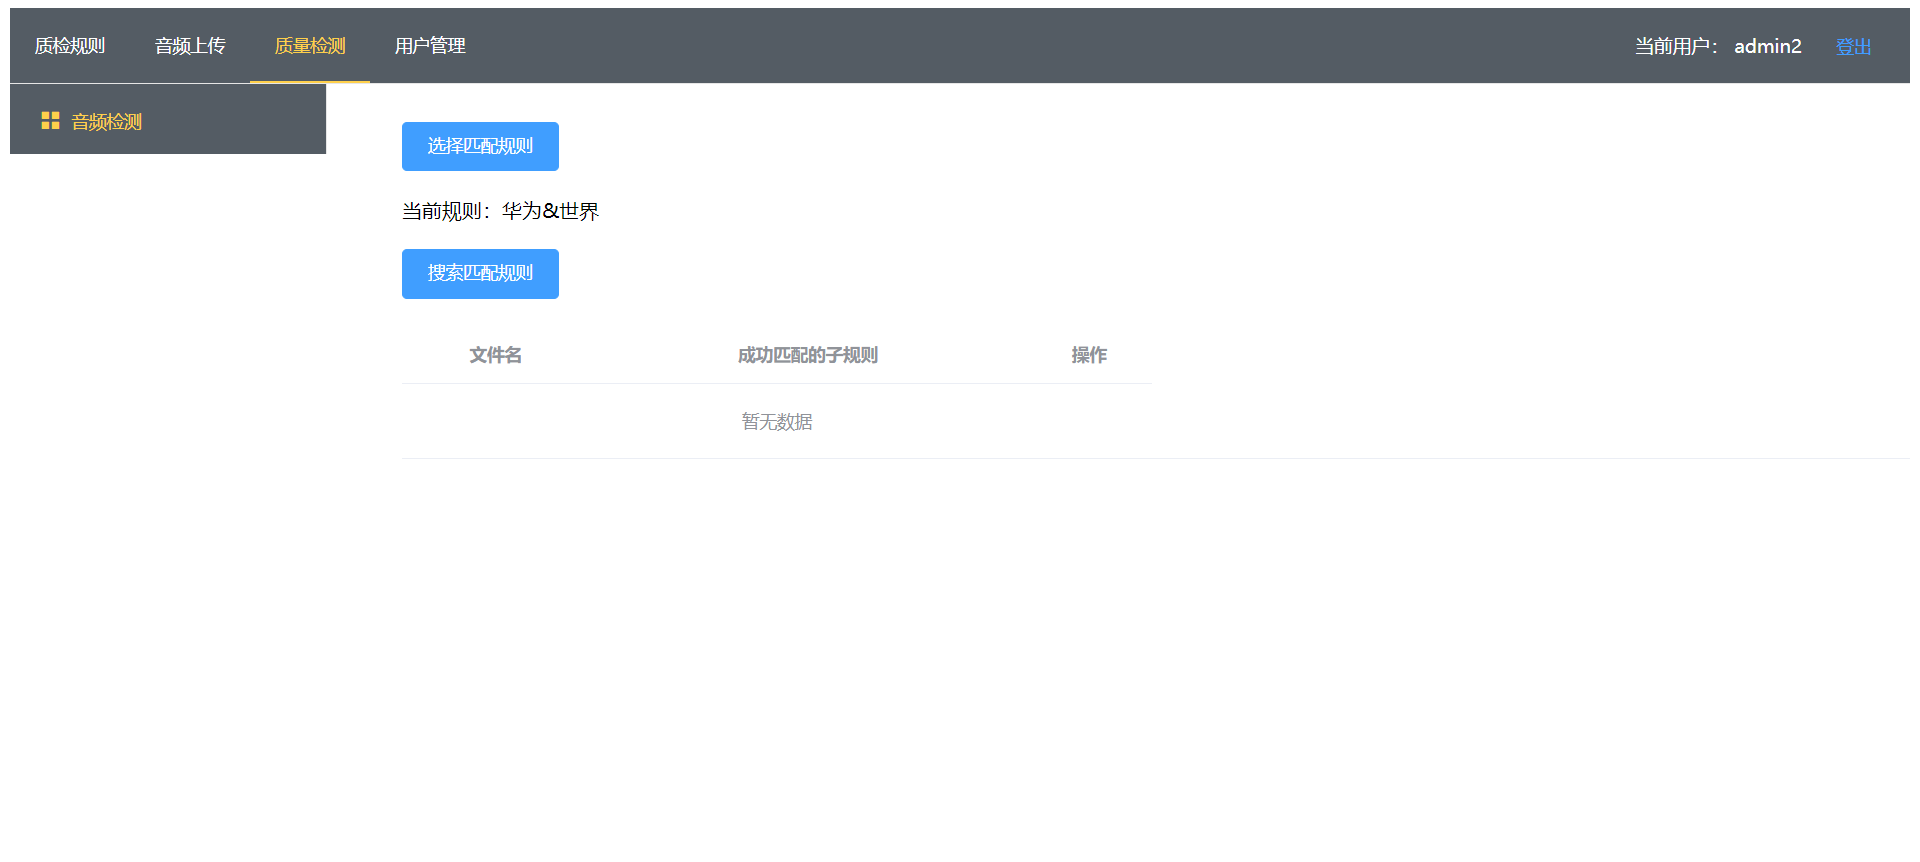 质检规则 音频上传 质量检测 用户管理 当前用户： admin2 登出
音频检测
选择匹配规则
当前规则：华为&世界
搜索匹配规则
文件名 成功匹配的子规则 操作
暂无数据